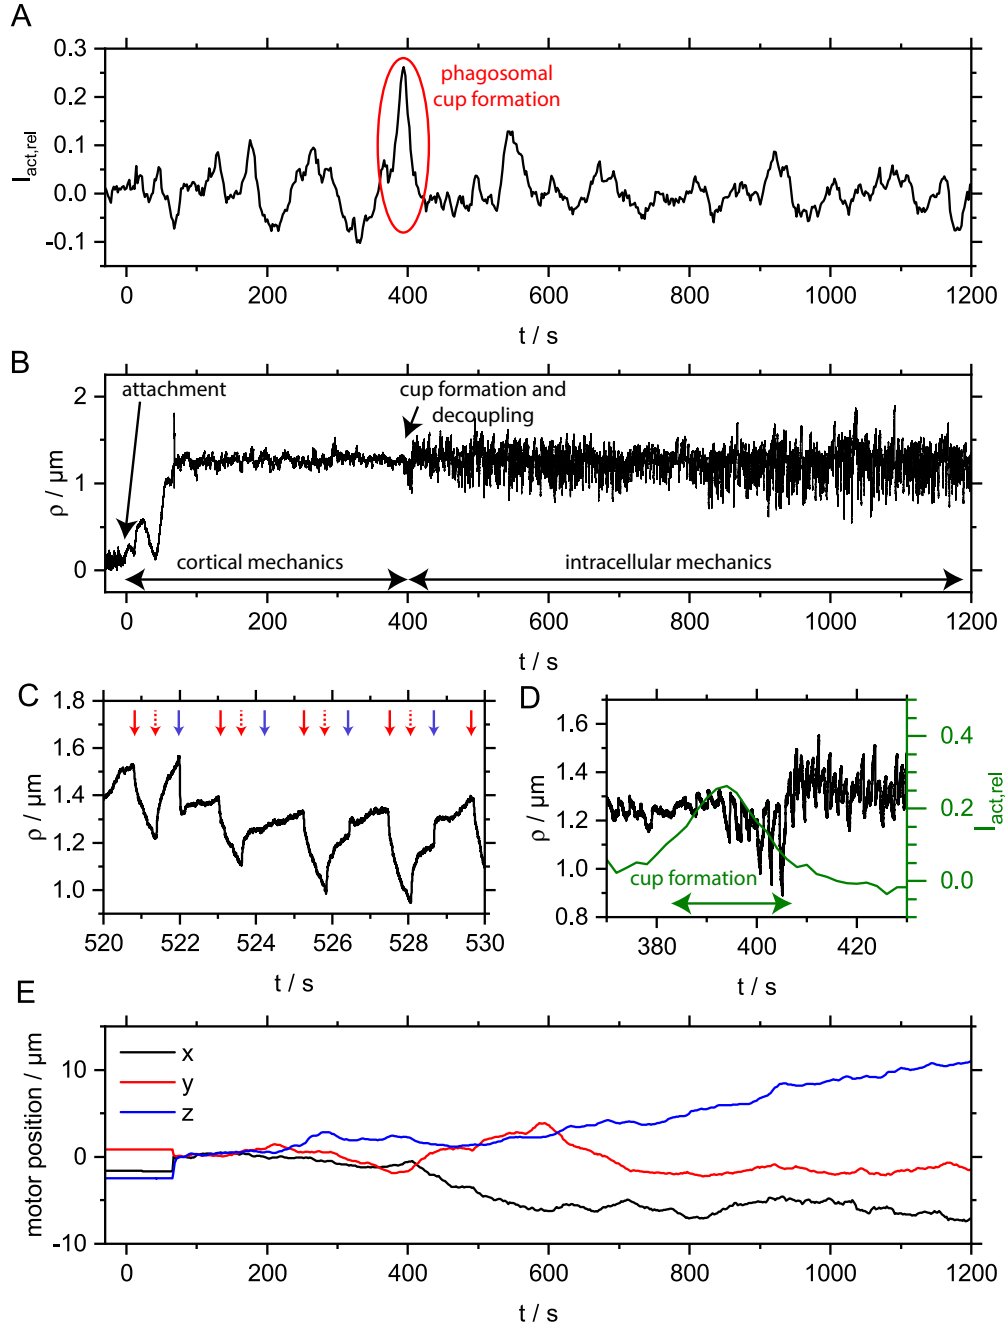 A
0.3
0.2
0.1
0.0
-0.1
I_act,rel
phagosomal
cup formation
0 200 400 600 800 1000 1200
t / s
B
2
1
0
ρ / µm
attachment
cup formation and
decoupling
cortical mechanics
intracellular mechanics
0 200 400 600 800 1000 1200
t / s
C
1.8
1.6
1.4
1.2
1.0
ρ / µm
520 522 524 526 528 530
t / s
D
1.6
1.4
1.2
1.0
0.8
ρ / µm
cup formation
0.4
0.2
0.0
I_act,rel
380 400 420
t / s
E
10
0
-10
motor position / µm
x
y
z
0 200 400 600 800 1000 1200
t / s